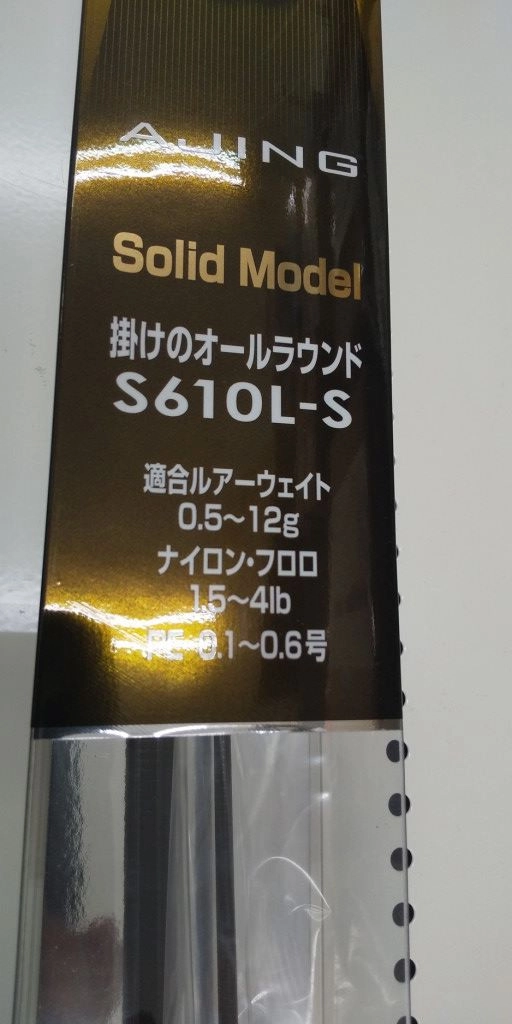 AJING
Solid Model
掛けのオールラウンド
S610L-S
適合ルアーウェイト
0.5〜12g
ナイロン・フロロ
1.5〜4lb
PE 0.1〜0.6号